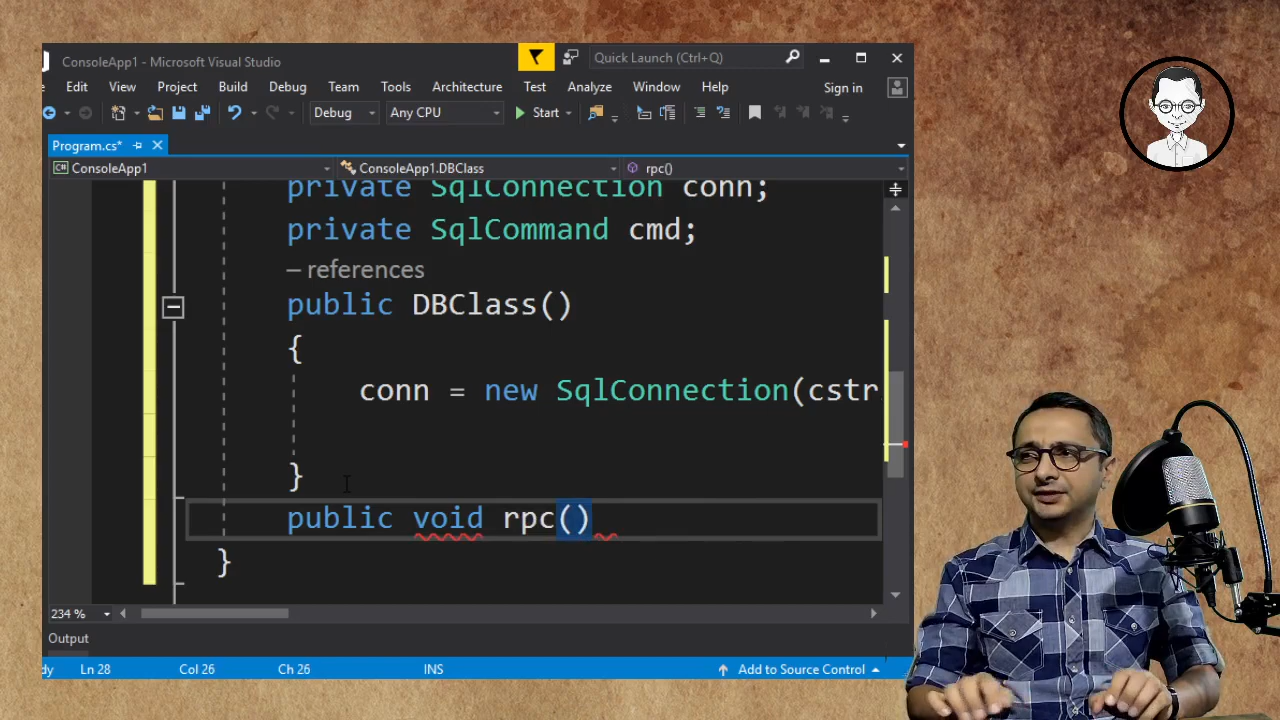 ConsoleApp1 - Microsoft Visual Studio
Quick Launch (Ctrl+Q)
Edit View Project Build Debug Team Tools Architecture Test Analyze Window Help Sign in
Debug Any CPU Start
Program.cs*
ConsoleApp1 ConsoleApp1.DBClass rpc()
private SqlConnection conn;
private SqlCommand cmd;
– references
public DBClass()
{
conn = new SqlConnection(cstr
}
public void rpc()
}
234 %
Output
dy Ln 28 Col 26 Ch 26 INS Add to Source Control